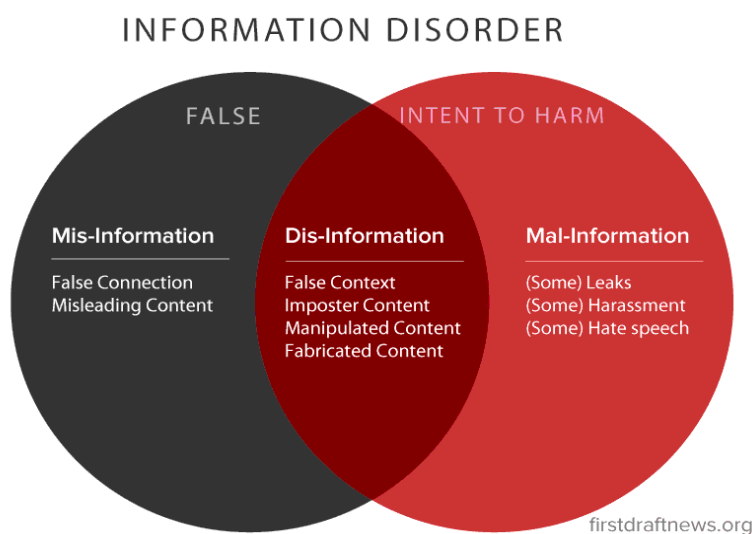 INFORMATION DISORDER
FALSE
INTENT TO HARM
Mis-Information
False Connection
Misleading Content
Dis-Information
False Context
Imposter Content
Manipulated Content
Fabricated Content
Mal-Information
(Some) Leaks
(Some) Harassment
(Some) Hate speech
firstdraftnews.org